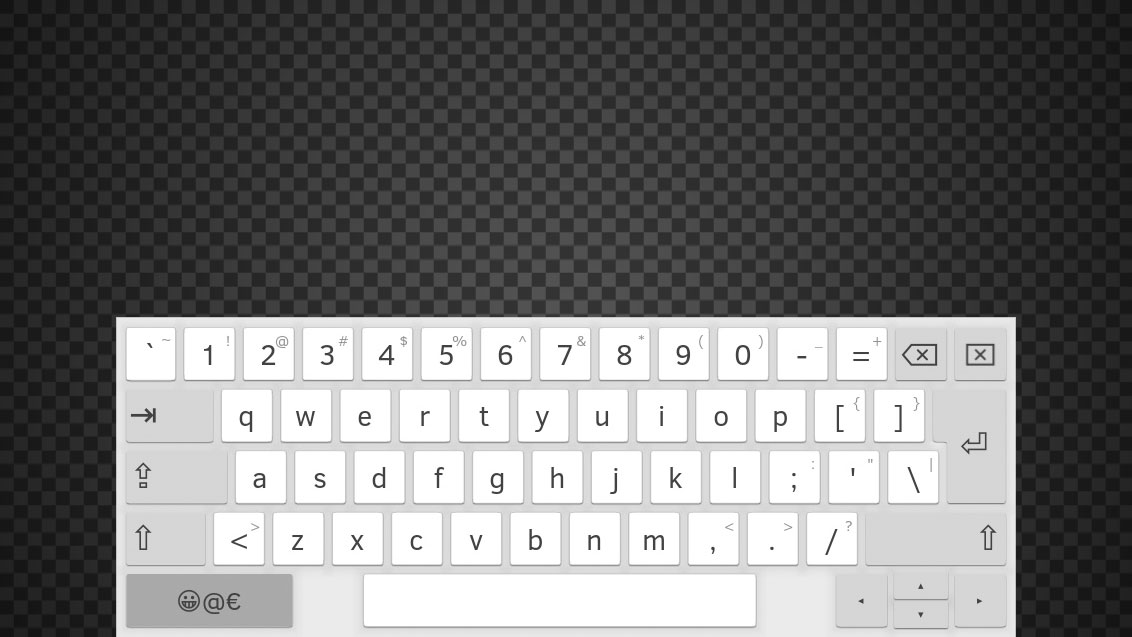 ` ~ 1 ! 2 @ 3 # 4 $ 5 % 6 ^ 7 & 8 * 9 ( 0 ) - _ = +
q w e r t y u i o p [ { ] }
a s d f g h j k l ; : ' " \ |
< > z x c v b n m , < . > / ?
😀@€